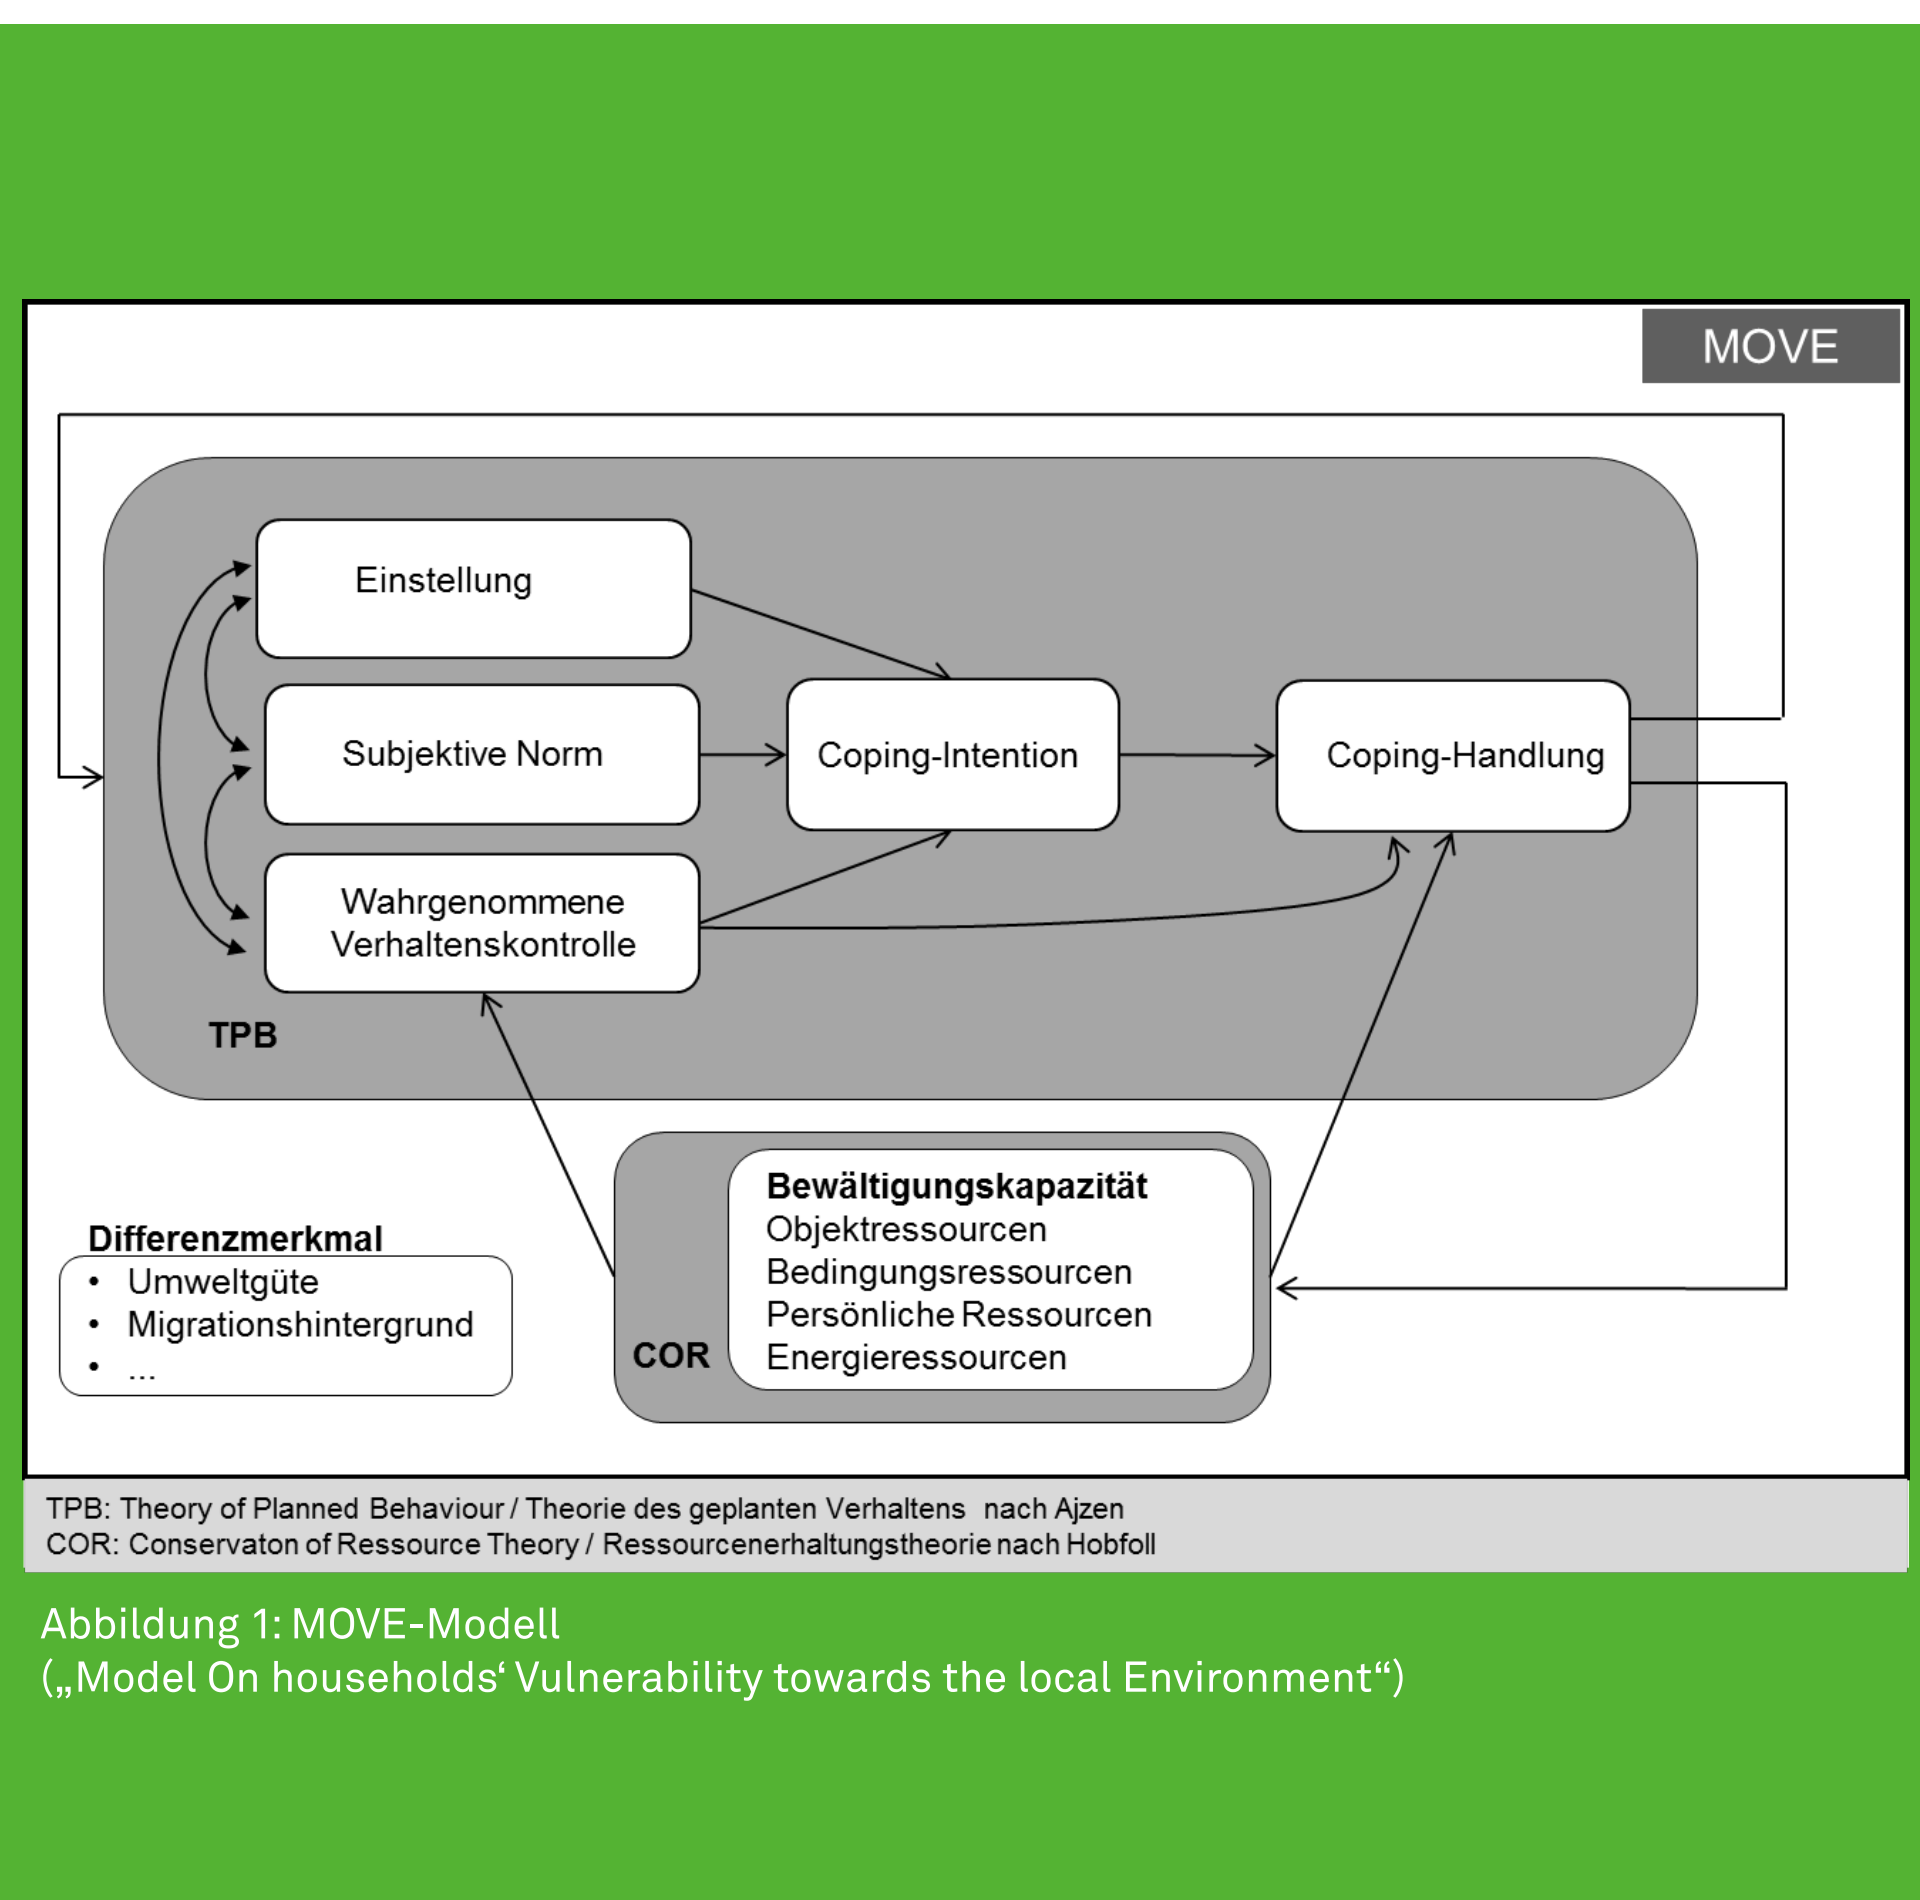 MOVE
Einstellung
Subjektive Norm
Coping-Intention
Coping-Handlung
Wahrgenommene
Verhaltenskontrolle
TPB
Bewältigungskapazität
Objektressourcen
Bedingungsressourcen
Persönliche Ressourcen
Energieressourcen
COR
Differenzmerkmal
• Umweltgüte
• Migrationshintergrund
• ...
TPB: Theory of Planned Behaviour / Theorie des geplanten Verhaltens nach Ajzen
COR: Conservaton of Ressource Theory / Ressourcenerhaltungstheorie nach Hobfoll
Abbildung 1: MOVE-Modell
(„Model On households‘ Vulnerability towards the local Environment“)